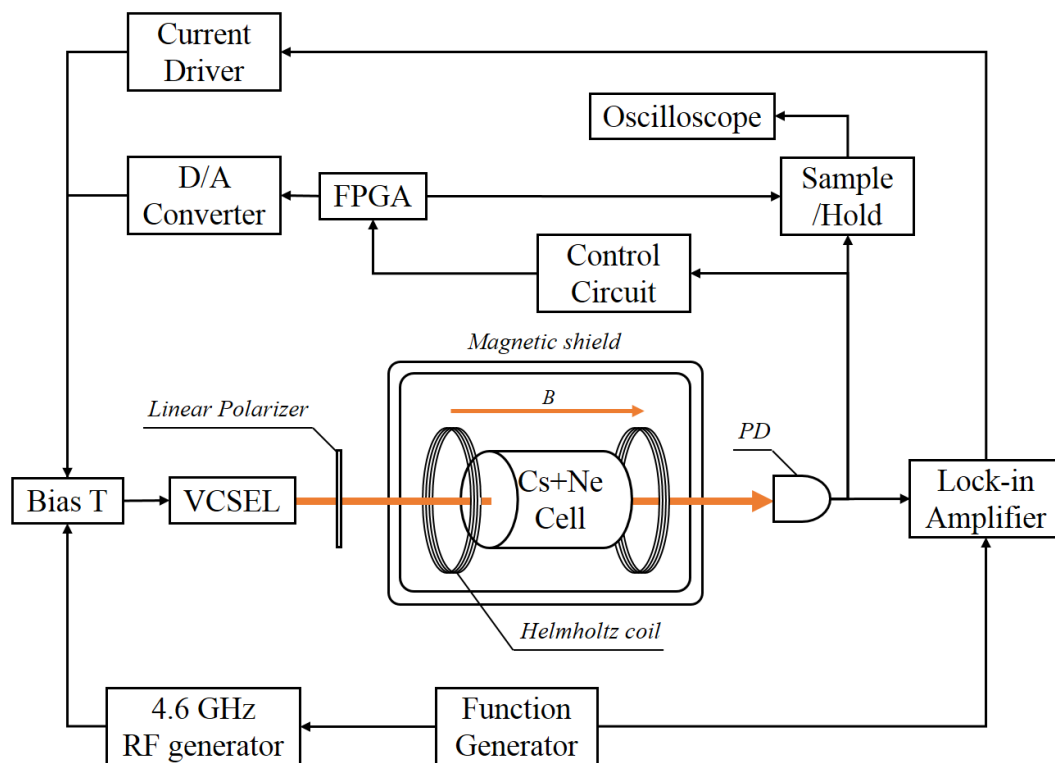 Current
Driver
Oscilloscope
D/A
Converter
FPGA
Sample
/Hold
Control
Circuit
Magnetic shield
Linear Polarizer
B
PD
Bias T
VCSEL
Cs+Ne
Cell
Lock-in
Amplifier
Helmholtz coil
4.6 GHz
RF generator
Function
Generator